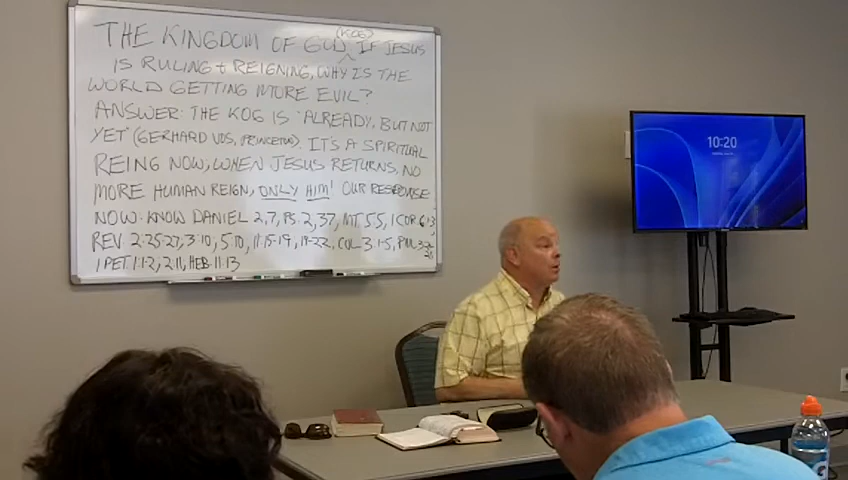 (KOG)
THE KINGDOM OF GOD ^ IF JESUS
IS RULING + REIGNING, WHY IS THE
WORLD GETTING MORE EVIL?
ANSWER: THE KOG IS "ALREADY, BUT NOT
YET" (GERHARD VOS, PRINCETON). IT'S A SPIRITUAL
REING NOW, WHEN JESUS RETURNS, NO
MORE HUMAN REIGN, ONLY HIM! OUR RESPONSE
NOW: KNOW DANIEL 2,7, PS. 2, 37, MT. 5:5, 1 COR. 6:13,
REV 2:25-27, 3:10, 5:10, 11:15-19, 19-22, COL 3:1-5,
1 PET. 1:1-2, 2:11, HEB. 11:13
10:20
G